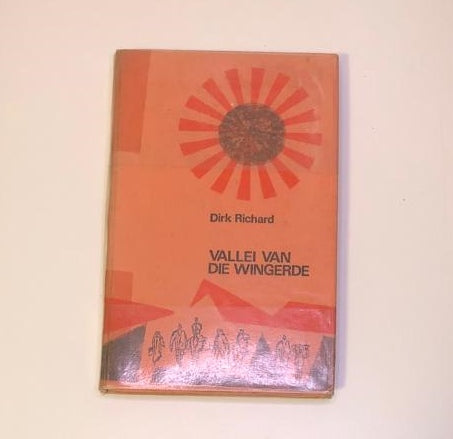 Dirk Richard
VALLEI VAN
DIE WINGERDE